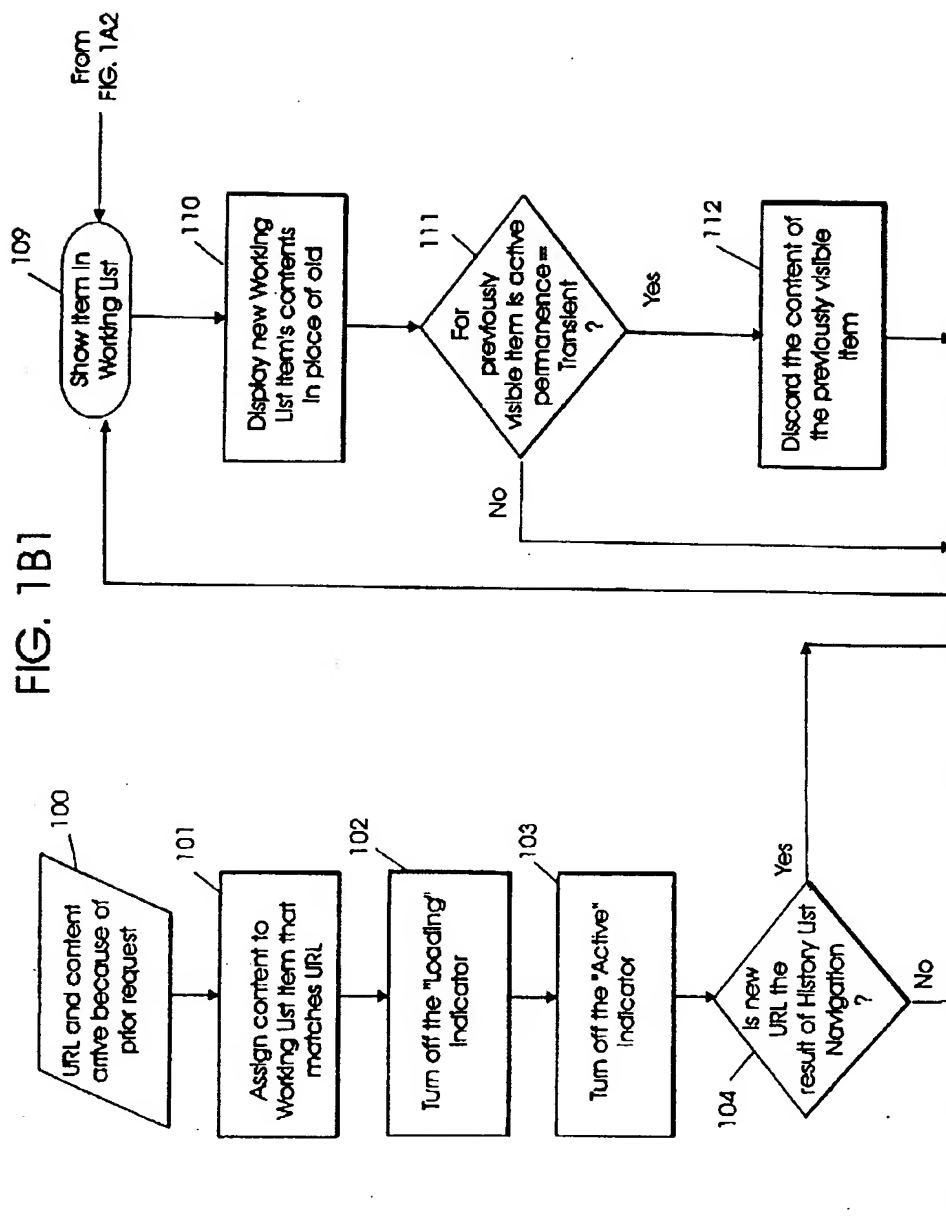 FIG. 1B1
100
URL and content
arrive because of
prior request
101
Assign content to
Working List Item that
matches URL
102
Turn off the "Loading"
Indicator
103
Turn off the "Active"
Indicator
104
Is new
URL the
result of History List
Navigation
?
Yes
No
From
FIG. 1A2
109
Show Item In
Working List
110
Display new Working
List Item's contents
In place of old
111
For
previously
visible Item is active
permanence=
Transient
?
No
Yes
112
Discard the content of
the previously visible
Item